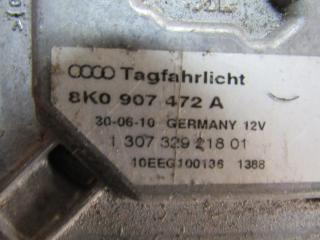 Tagfahrlicht
8K0 907 472 A
30-06-10 GERMANY 12V
1 307 329 218 01
10EEG100136 1388